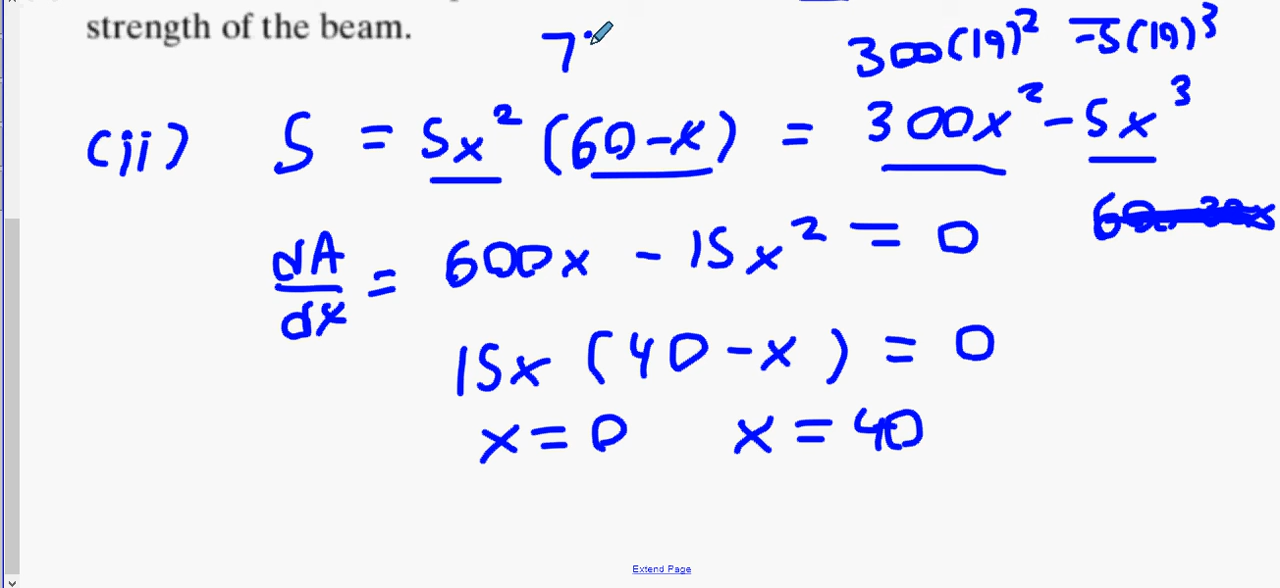 strength of the beam.
7
300(19)² -5(19)³
(ii) S = 5x² (60-x) = 300x² - 5x³
dA/dx = 600x - 15x² = 0
15x (40-x) = 0
x = 0 x = 40
Extend Page